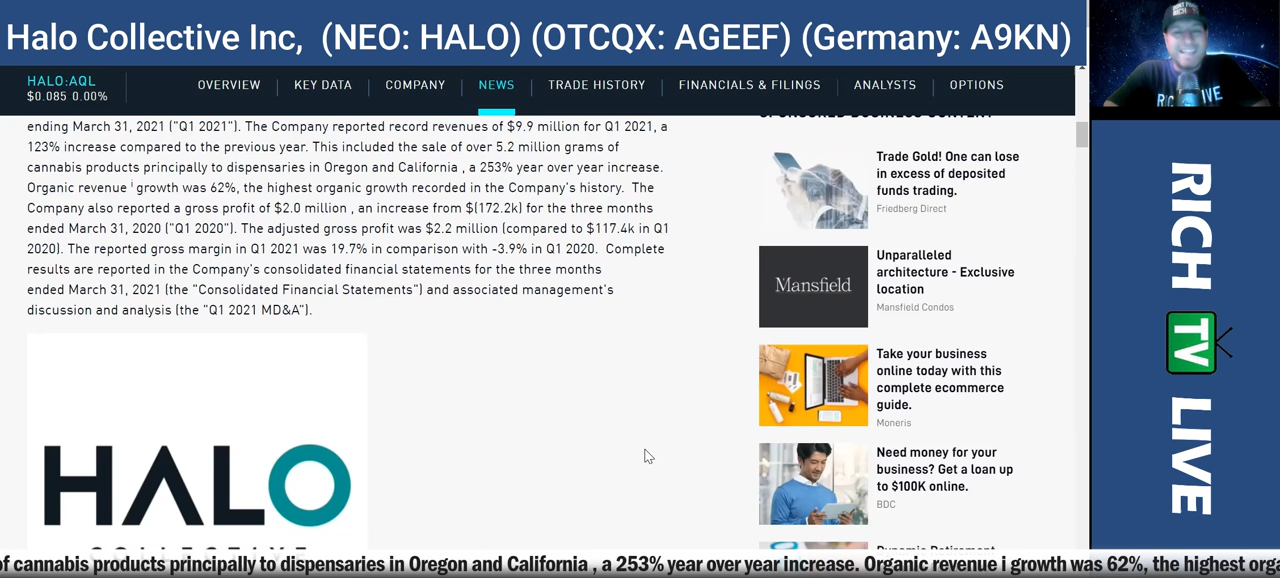 Halo Collective Inc, (NEO: HALO) (OTCQX: AGEEF) (Germany: A9KN)
HALO:AQL
$0.085 0.00%
OVERVIEW
KEY DATA
COMPANY
NEWS
TRADE HISTORY
FINANCIALS & FILINGS
ANALYSTS
OPTIONS
ending March 31, 2021 ("Q1 2021"). The Company reported record revenues of $9.9 million for Q1 2021, a
123% increase compared to the previous year. This included the sale of over 5.2 million grams of
cannabis products principally to dispensaries in Oregon and California , a 253% year over year increase.
Organic revenue i growth was 62%, the highest organic growth recorded in the Company's history. The
Company also reported a gross profit of $2.0 million , an increase from $(172.2k) for the three months
ended March 31, 2020 ("Q1 2020"). The adjusted gross profit was $2.2 million (compared to $117.4k in Q1
2020). The reported gross margin in Q1 2021 was 19.7% in comparison with -3.9% in Q1 2020. Complete
results are reported in the Company's consolidated financial statements for the three months
ended March 31, 2021 (the "Consolidated Financial Statements") and associated management's
discussion and analysis (the "Q1 2021 MD&A").
HALO
SPONSORED BUSINESS CONTENT
Trade Gold! One can lose
in excess of deposited
funds trading.
Friedberg Direct
Mansfield
Unparalleled
architecture - Exclusive
location
Mansfield Condos
Take your business
online today with this
complete ecommerce
guide.
Moneris
Need money for your
business? Get a loan up
to $100K online.
BDC
Dynamic Retirement
RICH
TV
LIVE
of cannabis products principally to dispensaries in Oregon and California , a 253% year over year increase. Organic revenue i growth was 62%, the highest orga